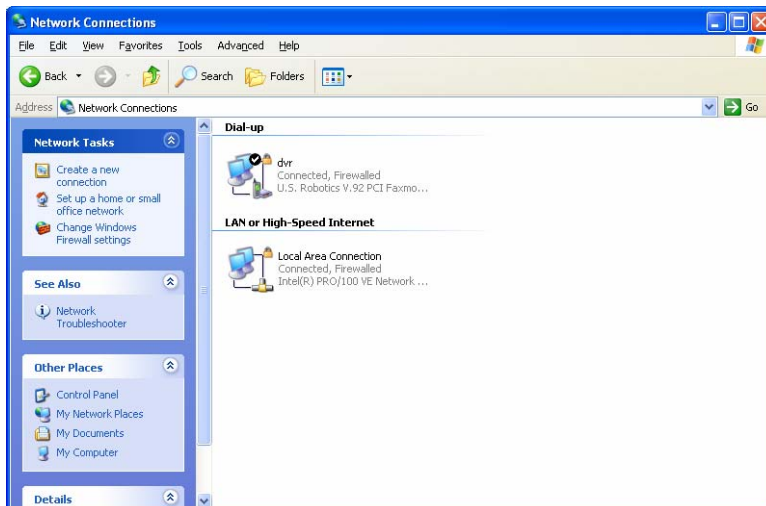 Network Connections
File Edit View Favorites Tools Advanced Help
Back Search Folders
Address Network Connections Go
Network Tasks
Create a new
connection
Set up a home or small
office network
Change Windows
Firewall settings
See Also
Network
Troubleshooter
Other Places
Control Panel
My Network Places
My Documents
My Computer
Details
Dial-up
dvr
Connected, Firewalled
U.S. Robotics V.92 PCI Faxmo...
LAN or High-Speed Internet
Local Area Connection
Connected, Firewalled
Intel(R) PRO/100 VE Network ...